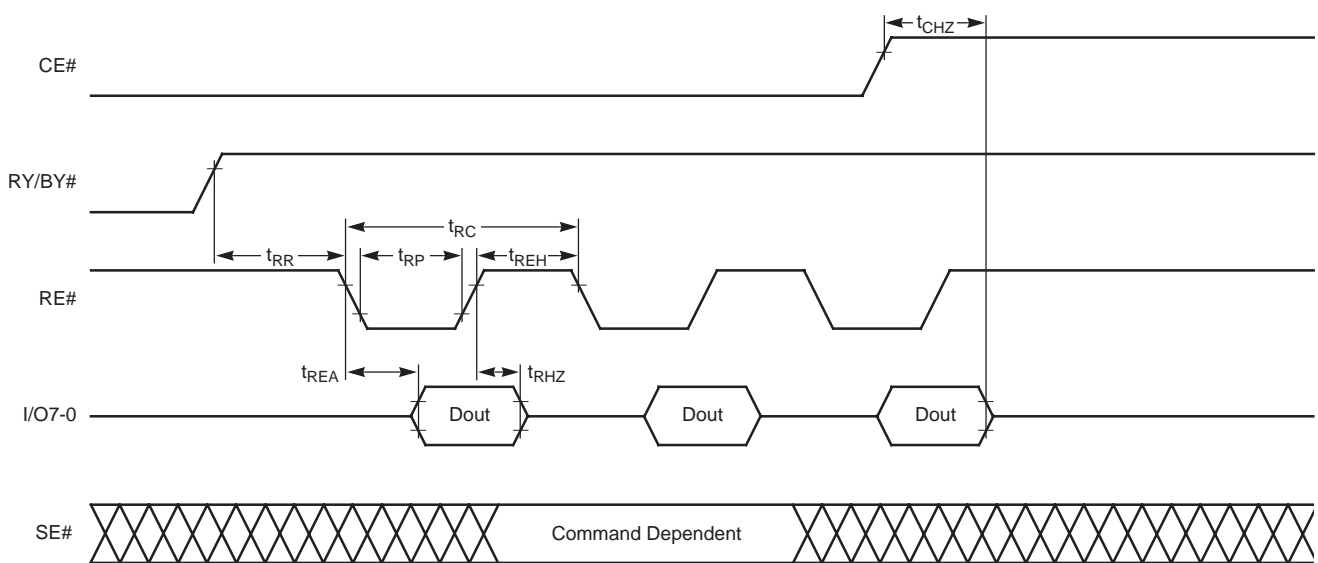 tCHZ
CE#
RY/BY#
tRC
tRR
tRP
tREH
RE#
tREA
tRHZ
I/O7-0
Dout
Dout
Dout
SE#
Command Dependent